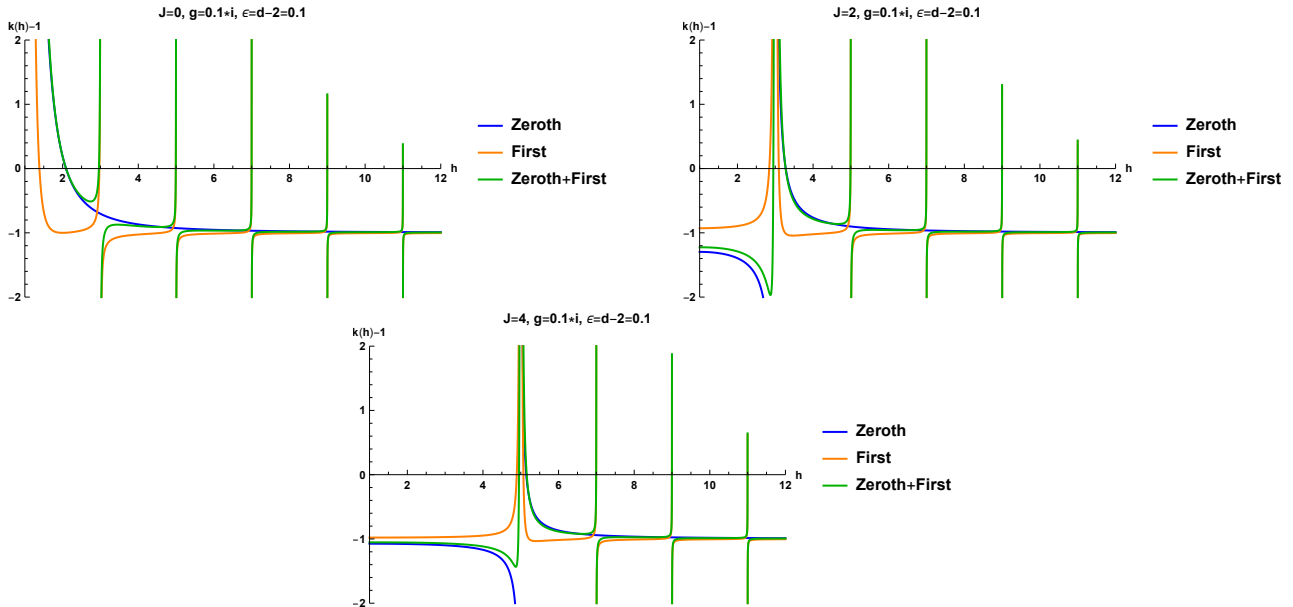 J=0, g=0.1*i, ϵ=d-2=0.1
k(h)-1
2
1
0
-1
-2
2 4 6 8 10 12
h
Zeroth
First
Zeroth+First
J=2, g=0.1*i, ϵ=d-2=0.1
k(h)-1
2
1
0
-1
-2
2 4 6 8 10 12
h
Zeroth
First
Zeroth+First
J=4, g=0.1*i, ϵ=d-2=0.1
k(h)-1
2
1
0
-1
-2
2 4 6 8 10 12
h
Zeroth
First
Zeroth+First